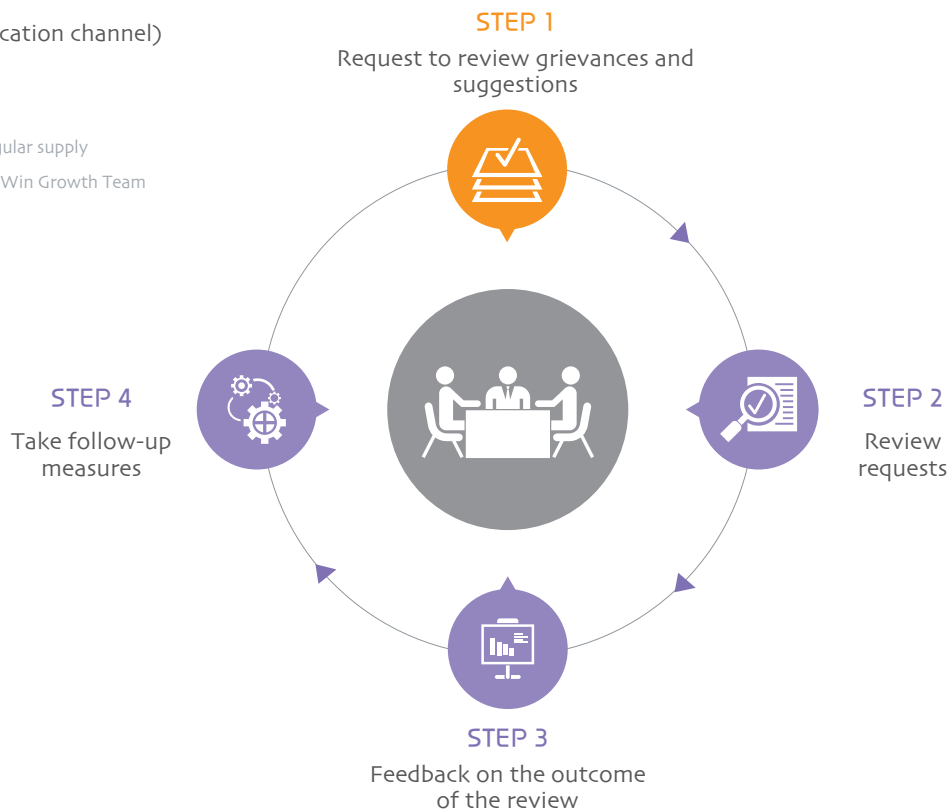 cation channel)
gular supply
Win Growth Team
STEP 1
Request to review grievances and
suggestions
STEP 2
Review
requests
STEP 3
Feedback on the outcome
of the review
STEP 4
Take follow-up
measures